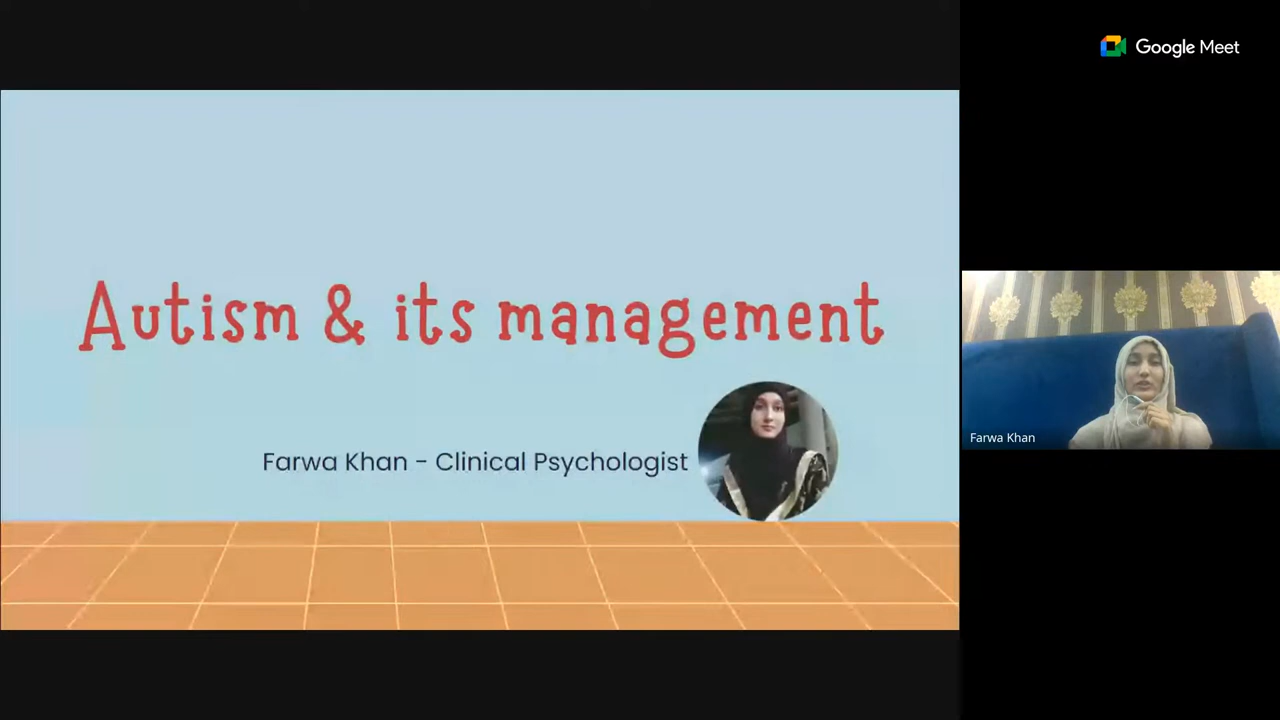 Google Meet
Autism & its management
Farwa Khan - Clinical Psychologist
Farwa Khan